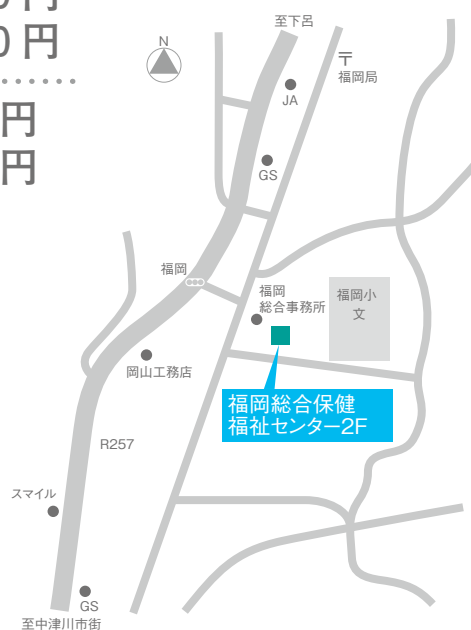 0円
0円
円
円
至下呂
N
〒
福岡局
JA
GS
福岡
福岡
総合事務所
福岡小
文
岡山工務店
福岡総合保健
福祉センター2F
R257
スマイル
GS
至中津川市街